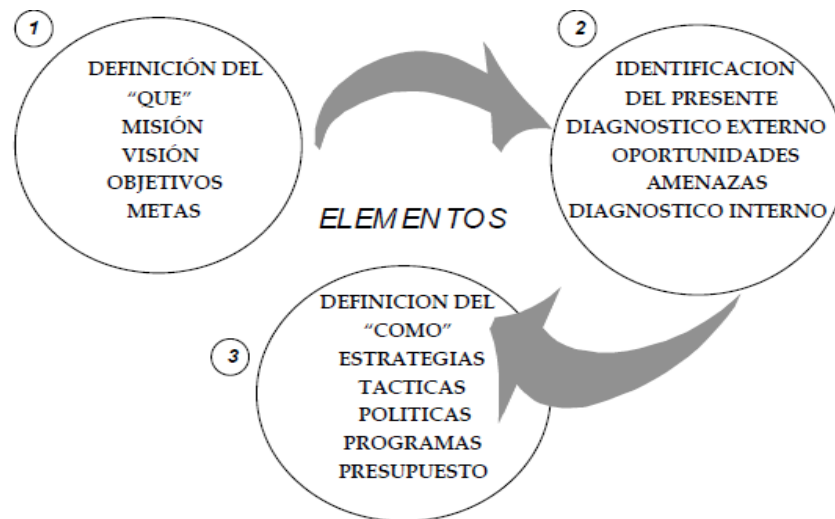 1
DEFINICIÓN DEL
“QUE”
MISIÓN
VISIÓN
OBJETIVOS
METAS
2
IDENTIFICACION
DEL PRESENTE
DIAGNOSTICO EXTERNO
OPORTUNIDADES
AMENAZAS
DIAGNOSTICO INTERNO
ELEMENTOS
3
DEFINICION DEL
“COMO”
ESTRATEGIAS
TACTICAS
POLITICAS
PROGRAMAS
PRESUPUESTO